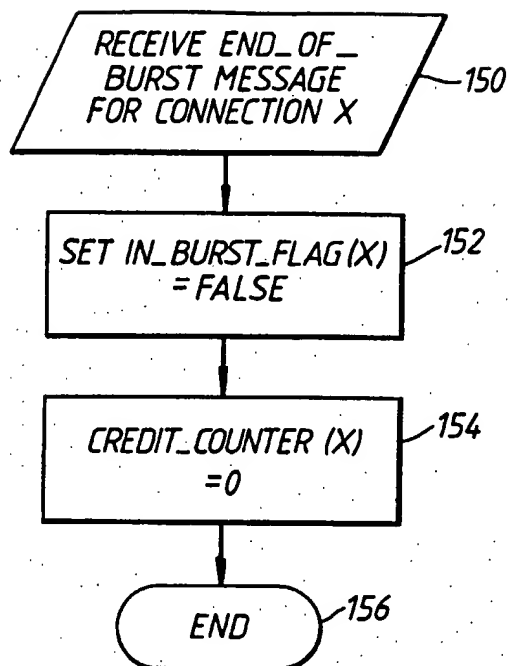 RECEIVE END_OF_
BURST MESSAGE
FOR CONNECTION X
150
SET IN_BURST_FLAG (X)
= FALSE
152
CREDIT_COUNTER (X)
=0
154
END
156